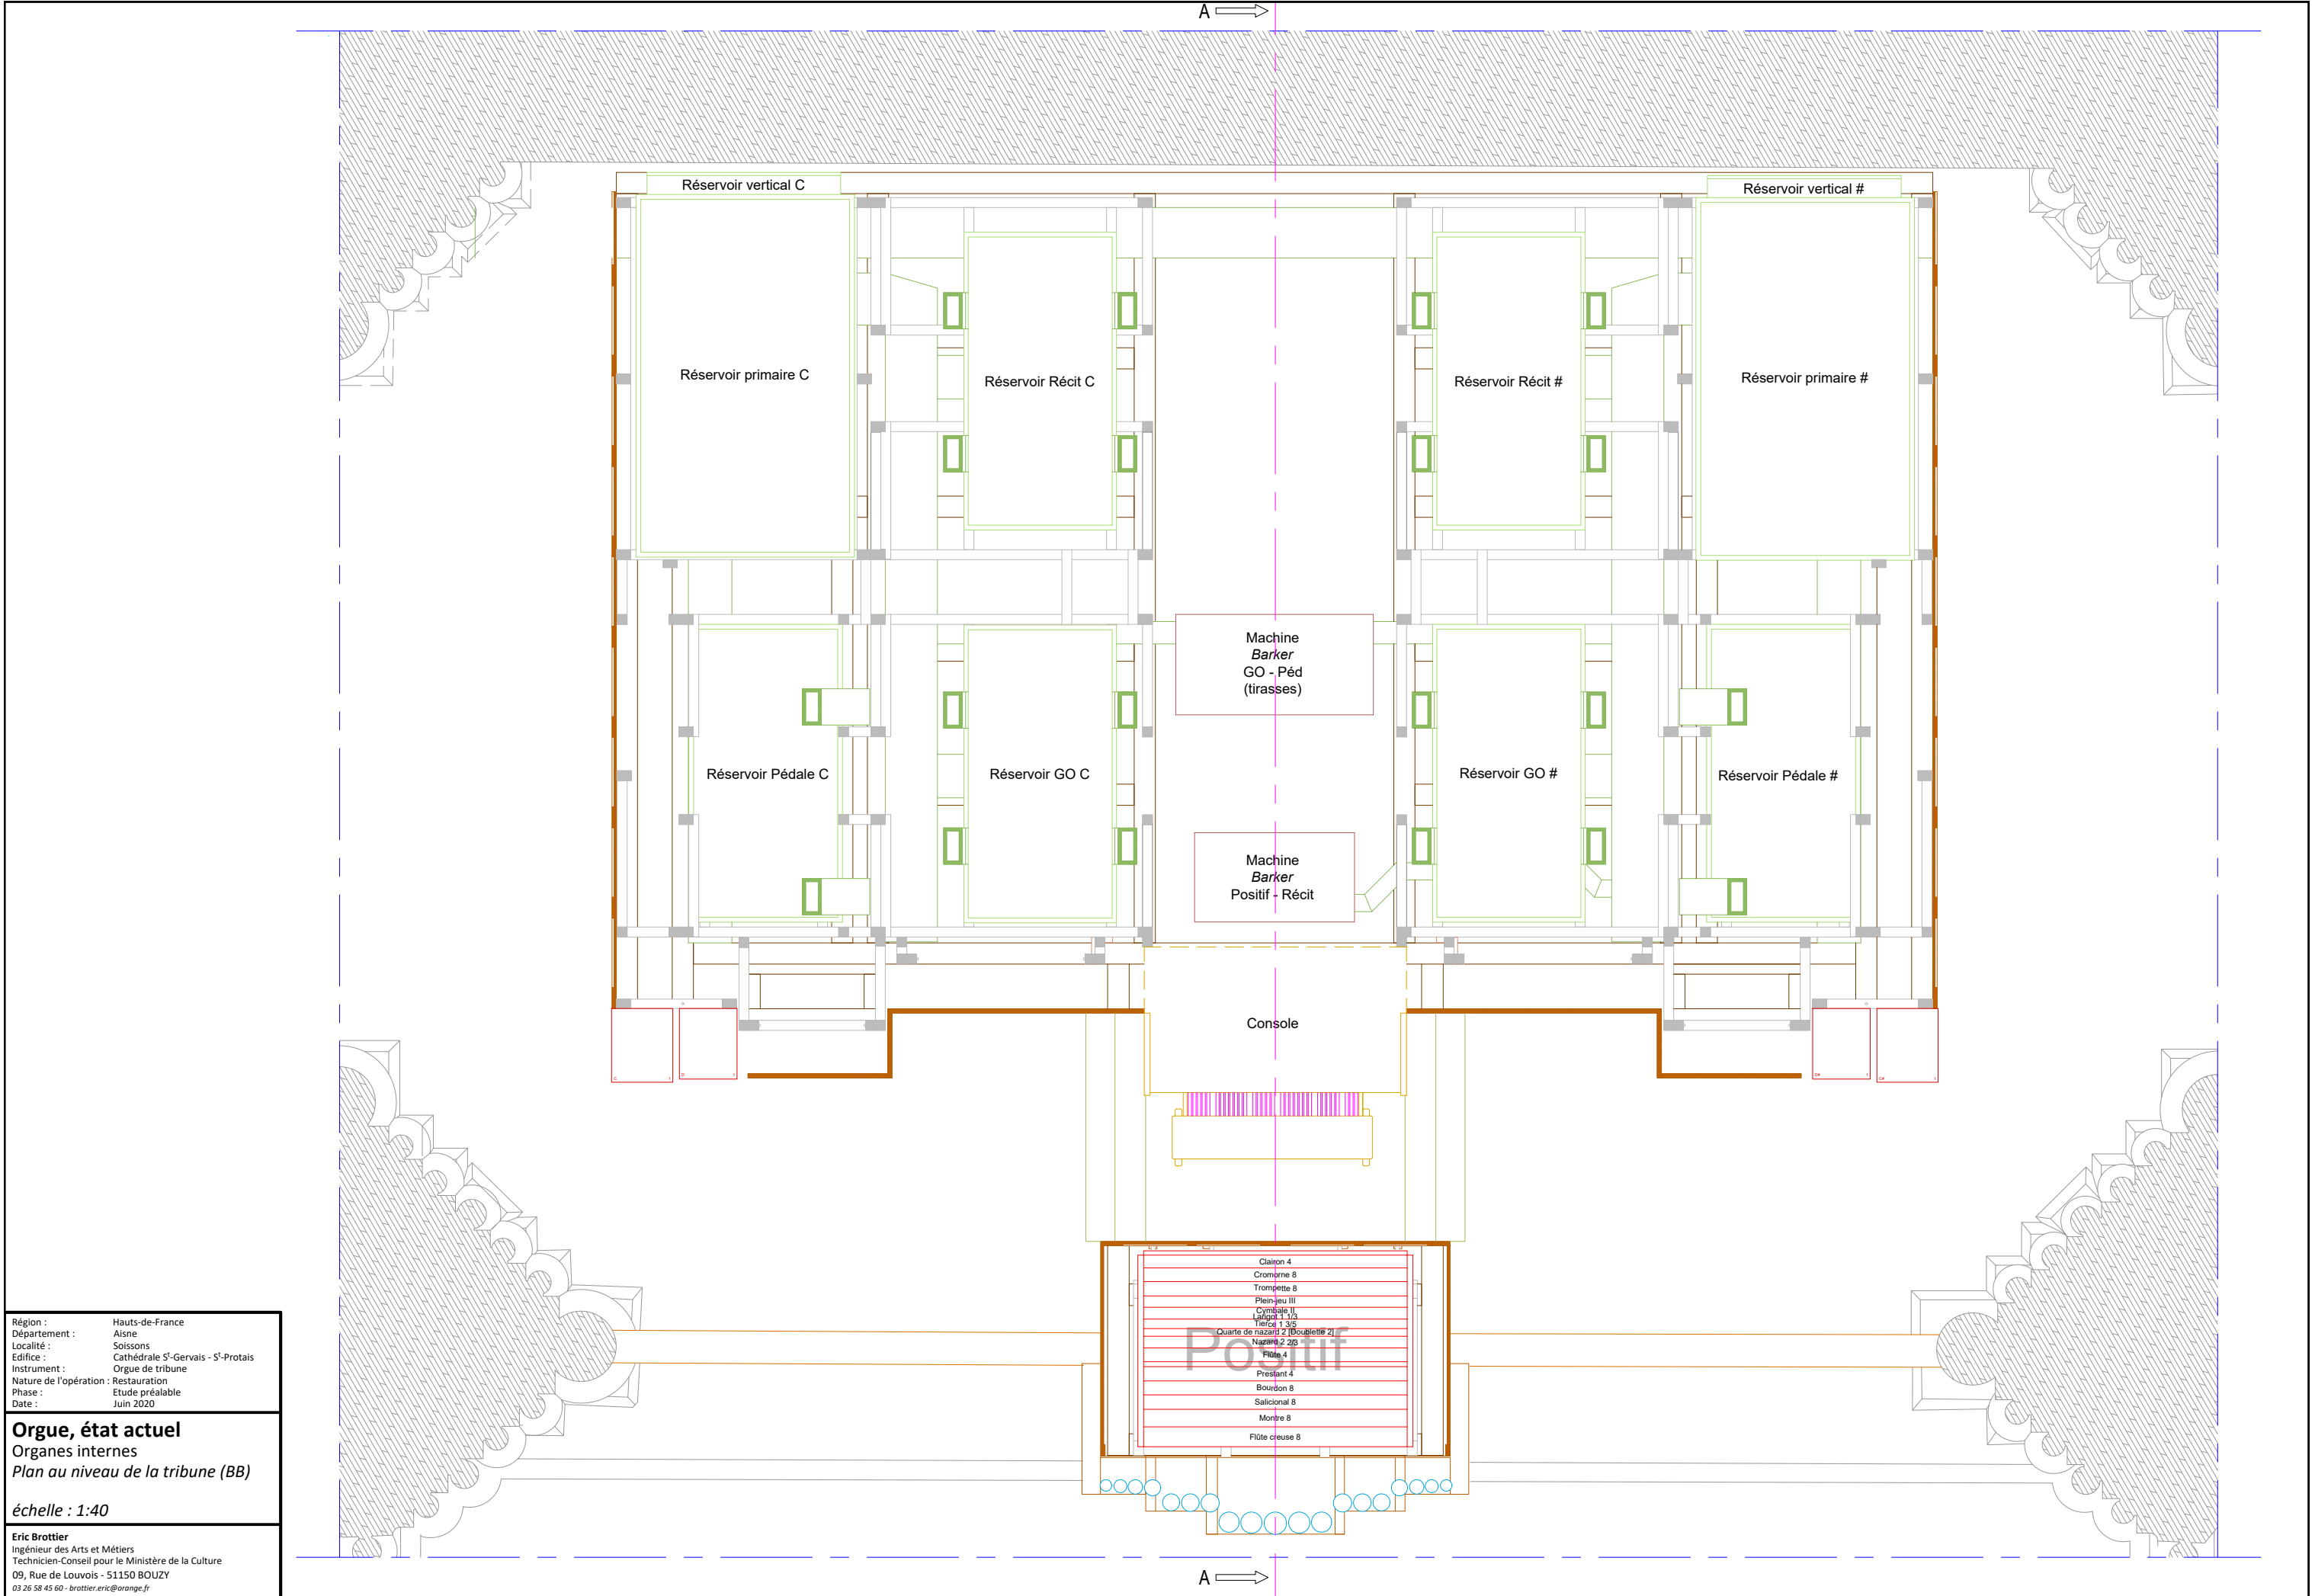 A
Réservoir vertical C
Réservoir vertical #
Réservoir primaire C
Réservoir Récit C
Réservoir Récit #
Réservoir primaire #
Machine
Barker
GO - Péd
(tirasses)
Réservoir Pédale C
Réservoir GO C
Réservoir GO #
Réservoir Pédale #
Machine
Barker
Positif - Récit
Console
Clairon 4
Cromorne 8
Trompette 8
Plein-jeu III
Cymbale II
Larigot 1 1/3
Tierce 1 3/5
Quarte de nazard 2 [Doublette 2]
Nazard 2 2/3
Positif
Flûte 4
Prestant 4
Bourdon 8
Salicional 8
Montre 8
Flûte creuse 8
Région : Hauts-de-France
Département : Aisne
Localité : Soissons
Edifice : Cathédrale St-Gervais - St-Protais
Instrument : Orgue de tribune
Nature de l'opération : Restauration
Phase : Etude préalable
Date : Juin 2020
Orgue, état actuel
Organes internes
Plan au niveau de la tribune (BB)
échelle : 1:40
Eric Brottier
Ingénieur des Arts et Métiers
Technicien-Conseil pour le Ministère de la Culture
09, Rue de Louvois - 51150 BOUZY
03 26 58 45 60 - brottier.eric@orange.fr
A